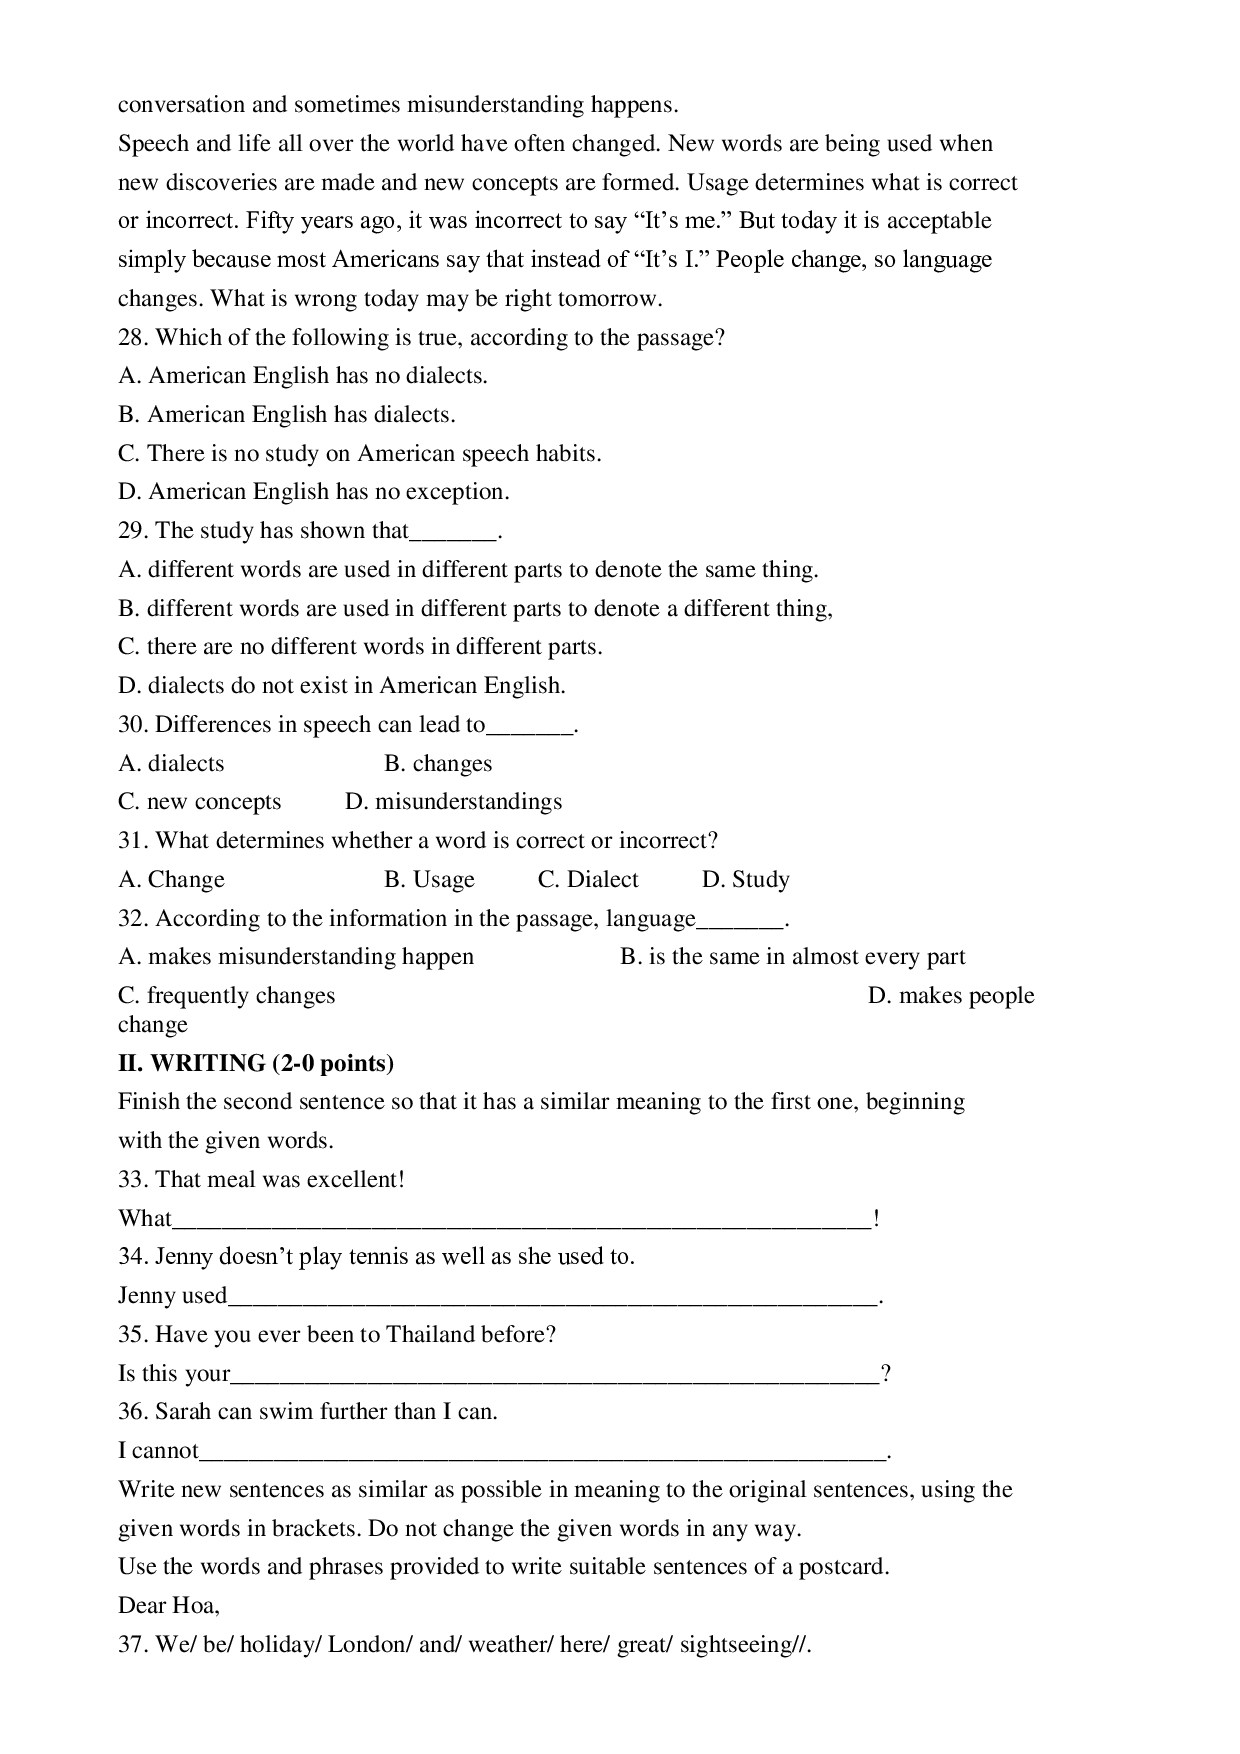 conversation and sometimes misunderstanding happens.
Speech and life all over the world have often changed. New words are being used when
new discoveries are made and new concepts are formed. Usage determines what is correct
or incorrect. Fifty years ago, it was incorrect to say “It’s me.” But today it is acceptable
simply because most Americans say that instead of “It’s I.” People change, so language
changes. What is wrong today may be right tomorrow.
28. Which of the following is true, according to the passage?
A. American English has no dialects.
B. American English has dialects.
C. There is no study on American speech habits.
D. American English has no exception.
29. The study has shown that_______.
A. different words are used in different parts to denote the same thing.
B. different words are used in different parts to denote a different thing,
C. there are no different words in different parts.
D. dialects do not exist in American English.
30. Differences in speech can lead to_______.
A. dialects B. changes
C. new concepts D. misunderstandings
31. What determines whether a word is correct or incorrect?
A. Change B. Usage C. Dialect D. Study
32. According to the information in the passage, language_______.
A. makes misunderstanding happen B. is the same in almost every part
C. frequently changes D. makes people
change
II. WRITING (2-0 points)
Finish the second sentence so that it has a similar meaning to the first one, beginning
with the given words.
33. That meal was excellent!
What________________________________________________________!
34. Jenny doesn’t play tennis as well as she used to.
Jenny used____________________________________________________.
35. Have you ever been to Thailand before?
Is this your____________________________________________________?
36. Sarah can swim further than I can.
I cannot_______________________________________________________.
Write new sentences as similar as possible in meaning to the original sentences, using the
given words in brackets. Do not change the given words in any way.
Use the words and phrases provided to write suitable sentences of a postcard.
Dear Hoa,
37. We/ be/ holiday/ London/ and/ weather/ here/ great/ sightseeing//.